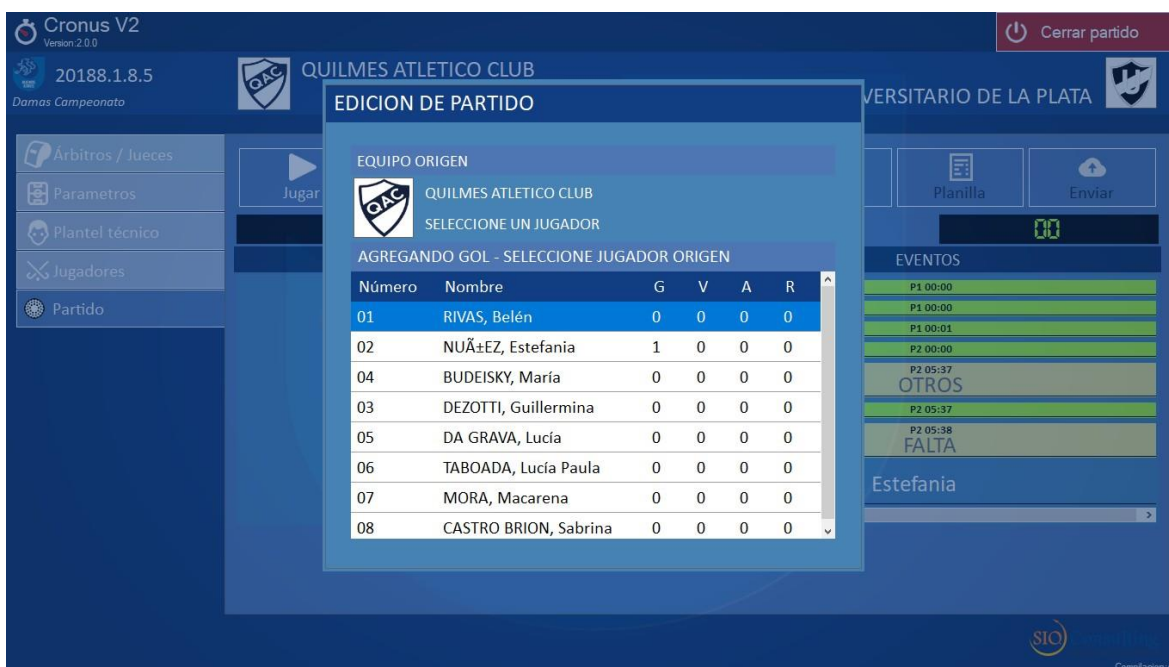 Cronus V2
Version:2.0.0
Cerrar partido
20188.1.8.5
Damas Campeonato
QAC
QUILMES ATLETICO CLUB
VERSITARIO DE LA PLATA
Árbitros / Jueces
Parametros
Plantel técnico
Jugadores
Partido
Jugar
Planilla
Enviar
00
EVENTOS
P1 00:00
P1 00:00
P1 00:01
P2 00:00
P2 05:37
OTROS
P2 05:37
P2 05:38
FALTA
Estefania
EDICION DE PARTIDO
EQUIPO ORIGEN
QAC
QUILMES ATLETICO CLUB
SELECCIONE UN JUGADOR
AGREGANDO GOL - SELECCIONE JUGADOR ORIGEN
Número Nombre G V A R
01 RIVAS, Belén 0 0 0 0
02 NUÃ±EZ, Estefania 1 0 0 0
04 BUDEISKY, María 0 0 0 0
03 DEZOTTI, Guillermina 0 0 0 0
05 DA GRAVA, Lucía 0 0 0 0
06 TABOADA, Lucía Paula 0 0 0 0
07 MORA, Macarena 0 0 0 0
08 CASTRO BRION, Sabrina 0 0 0 0
SIO